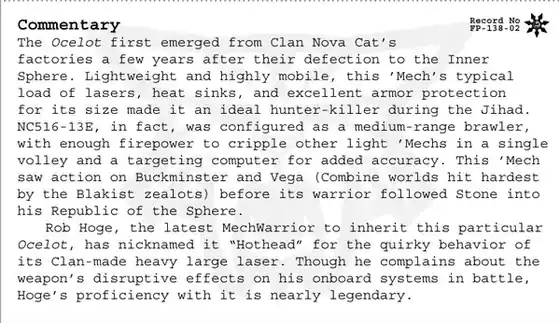 Commentary
Record No
FP-138-02
The Ocelot first emerged from Clan Nova Cat’s
factories a few years after their defection to the Inner
Sphere. Lightweight and highly mobile, this ’Mech’s typical
load of lasers, heat sinks, and excellent armor protection
for its size made it an ideal hunter-killer during the Jihad.
NC516-13E, in fact, was configured as a medium-range brawler,
with enough firepower to cripple other light ’Mechs in a single
volley and a targeting computer for added accuracy. This ’Mech
saw action on Buckminster and Vega (Combine worlds hit hardest
by the Blakist zealots) before its warrior followed Stone into
his Republic of the Sphere.
Rob Hoge, the latest MechWarrior to inherit this particular
Ocelot, has nicknamed it “Hothead” for the quirky behavior of
its Clan-made heavy large laser. Though he complains about the
weapon’s disruptive effects on his onboard systems in battle,
Hoge’s proficiency with it is nearly legendary.